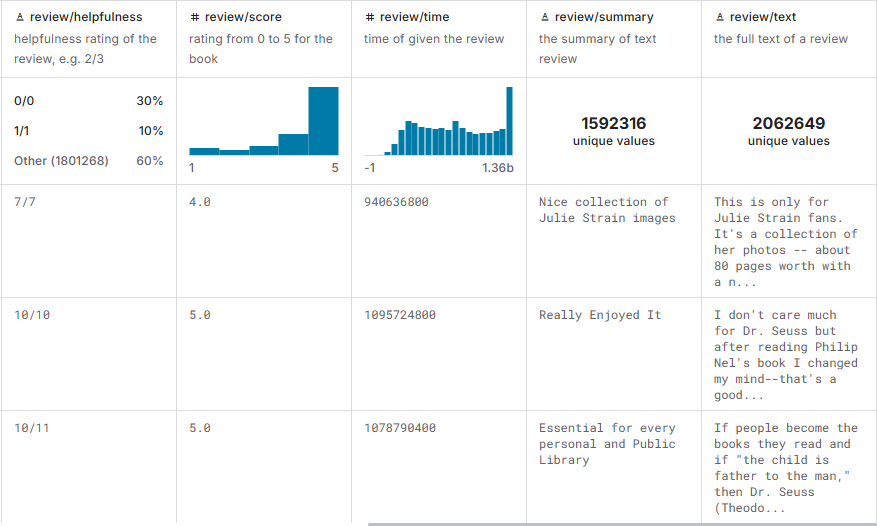 review/helpfulness
helpfulness rating of the
review, e.g. 2/3
# review/score
rating from 0 to 5 for the
book
# review/time
time of given the review
review/summary
the summary of text
review
review/text
the full text of a review
0/0 30%
1/1 10%
Other (1801268) 60%
1 5
-1 1.36b
1592316
unique values
2062649
unique values
7/7
4.0
940636800
Nice collection of
Julie Strain images
This is only for
Julie Strain fans.
It's a collection of
her photos -- about
80 pages worth with
a n...
10/10
5.0
1095724800
Really Enjoyed It
I don't care much
for Dr. Seuss but
after reading Philip
Nel's book I changed
my mind--that's a
good...
10/11
5.0
1078790400
Essential for every
personal and Public
Library
If people become the
books they read and
if "the child is
father to the man,"
then Dr. Seuss
(Theodo...